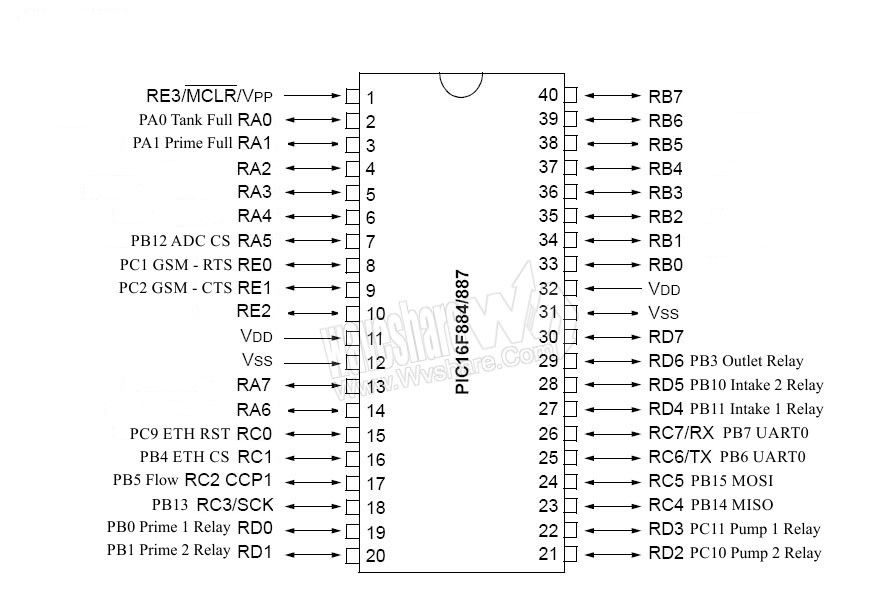 RE3/MCLR/VPP 1
PA0 Tank Full RA0 2
PA1 Prime Full RA1 3
RA2 4
RA3 5
RA4 6
PB12 ADC CS RA5 7
PC1 GSM - RTS RE0 8
PC2 GSM - CTS RE1 9
RE2 10
VDD 11
VSS 12
RA7 13
RA6 14
PC9 ETH RST RC0 15
PB4 ETH CS RC1 16
PB5 Flow RC2 CCP1 17
PB13 RC3/SCK 18
PB0 Prime 1 Relay RD0 19
PB1 Prime 2 Relay RD1 20
PIC16F884/887
Waveshare
www.Wvshare.Com
40 RB7
39 RB6
38 RB5
37 RB4
36 RB3
35 RB2
34 RB1
33 RB0
32 VDD
31 VSS
30 RD7
29 RD6 PB3 Outlet Relay
28 RD5 PB10 Intake 2 Relay
27 RD4 PB11 Intake 1 Relay
26 RC7/RX PB7 UART0
25 RC6/TX PB6 UART0
24 RC5 PB15 MOSI
23 RC4 PB14 MISO
22 RD3 PC11 Pump 1 Relay
21 RD2 PC10 Pump 2 Relay